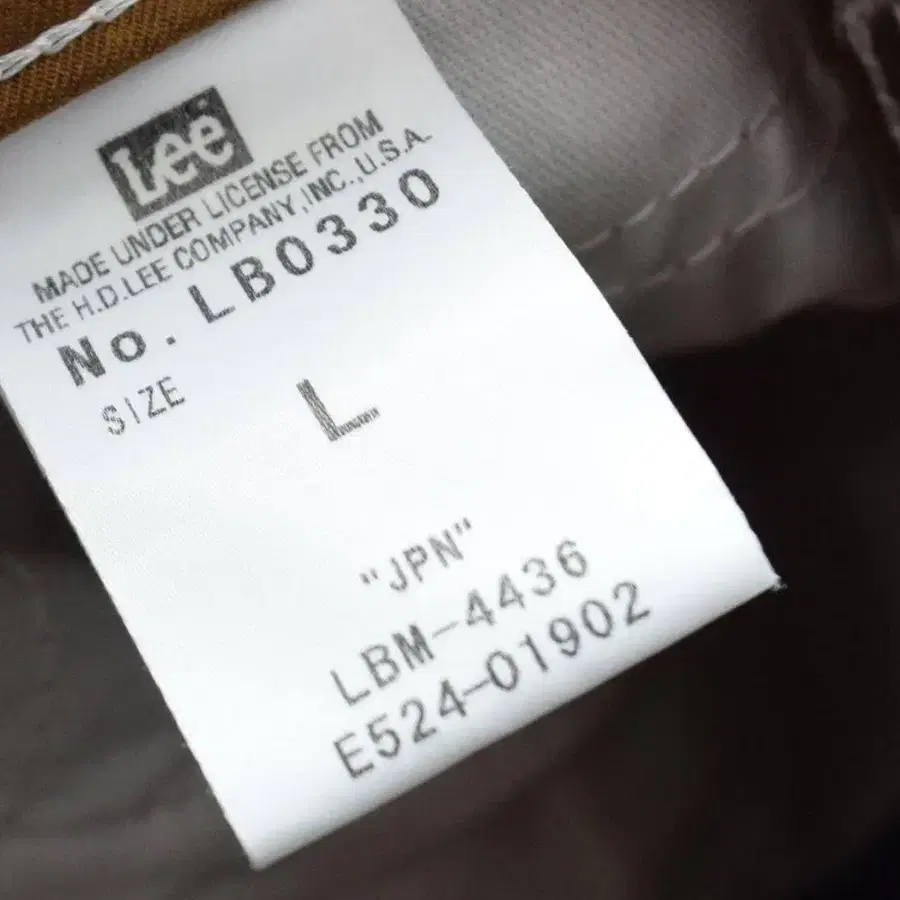 Lee
MADE UNDER LICENSE FROM
THE H.D.LEE COMPANY,INC.,U.S.A.
No. LB0330
SIZE L
"JPN"
LBM-4436
E524-01902